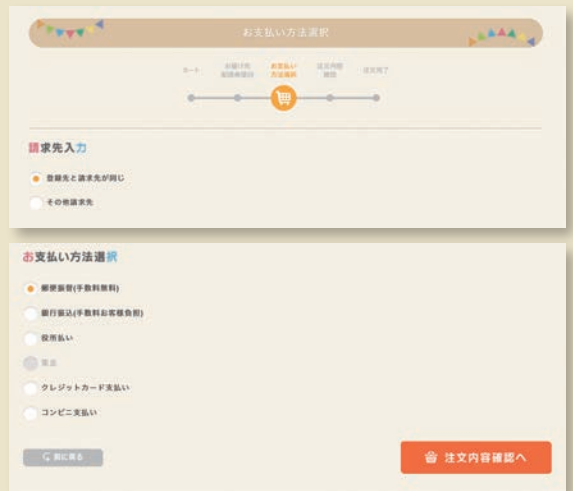 お支払い方法選択
カート
お届け先
配送希望日
お支払い
方法選択
注文内容
確認
注文完了
請求先入力
登録先と請求先が同じ
その他請求先
お支払い方法選択
郵便振替(手数料無料)
銀行振込(手数料お客様負担)
役所払い
クレジットカード支払い
コンビニ支払い
前に戻る
注文内容確認へ